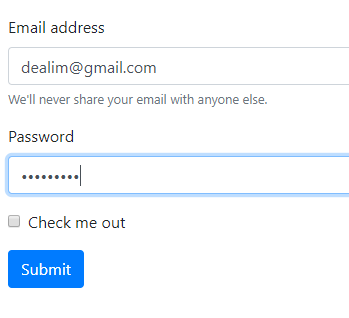 Email address
dealim@gmail.com
We'll never share your email with anyone else.
Password
•••••••••
Check me out
Submit